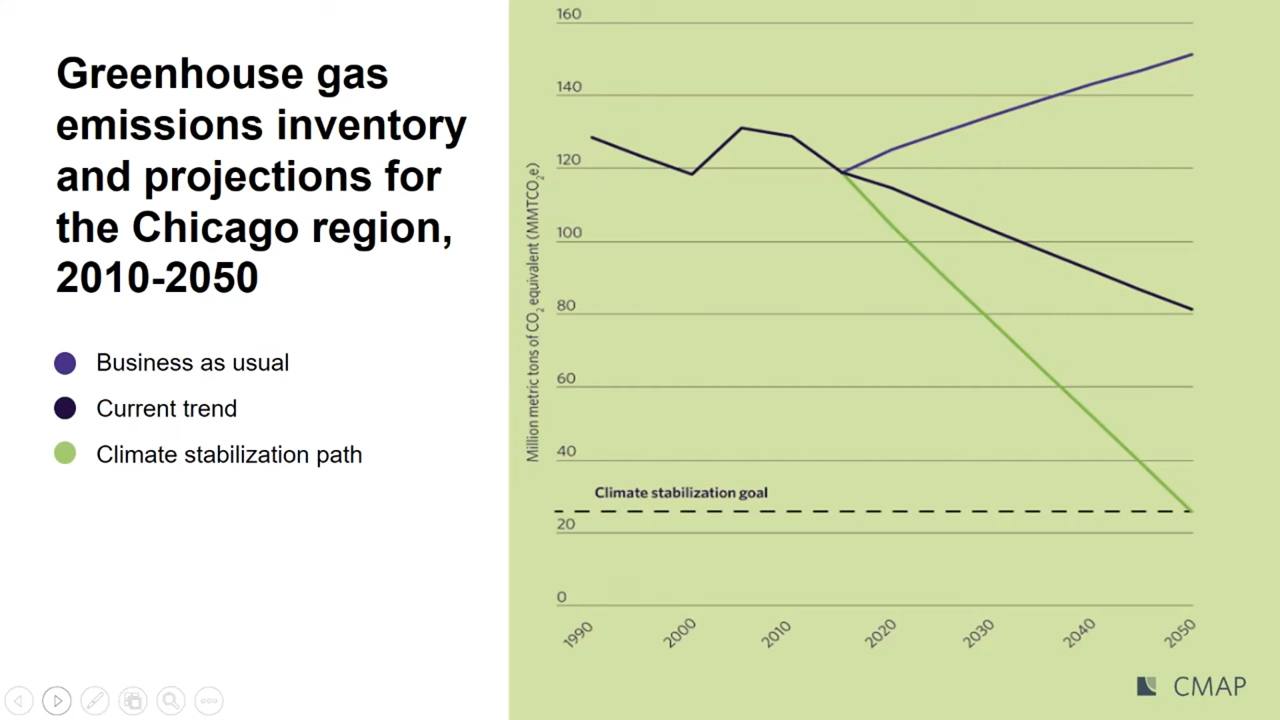 Greenhouse gas
emissions inventory
and projections for
the Chicago region,
2010-2050
Business as usual
Current trend
Climate stabilization path
Million metric tons of CO₂ equivalent (MMTCO₂e)
160
140
120
100
80
60
40
Climate stabilization goal
20
0
1990
2000
2010
2020
2030
2040
2050
CMAP